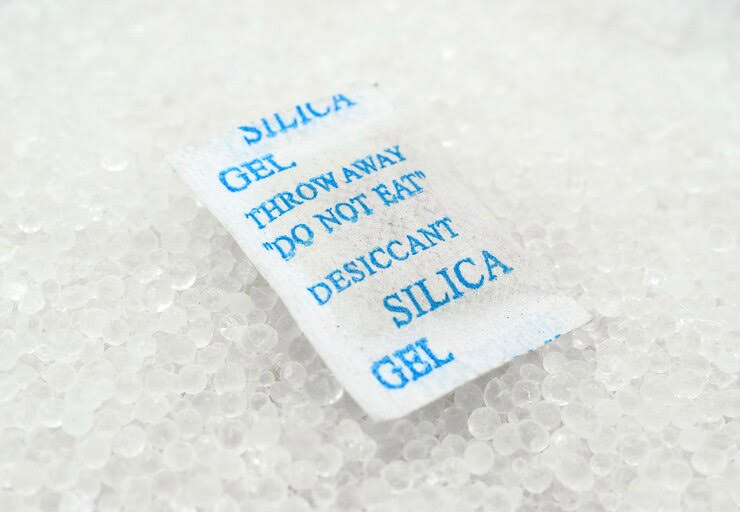 SILICA
GEL
THROW AWAY
"DO NOT EAT"
DESICCANT
SILICA
GEL